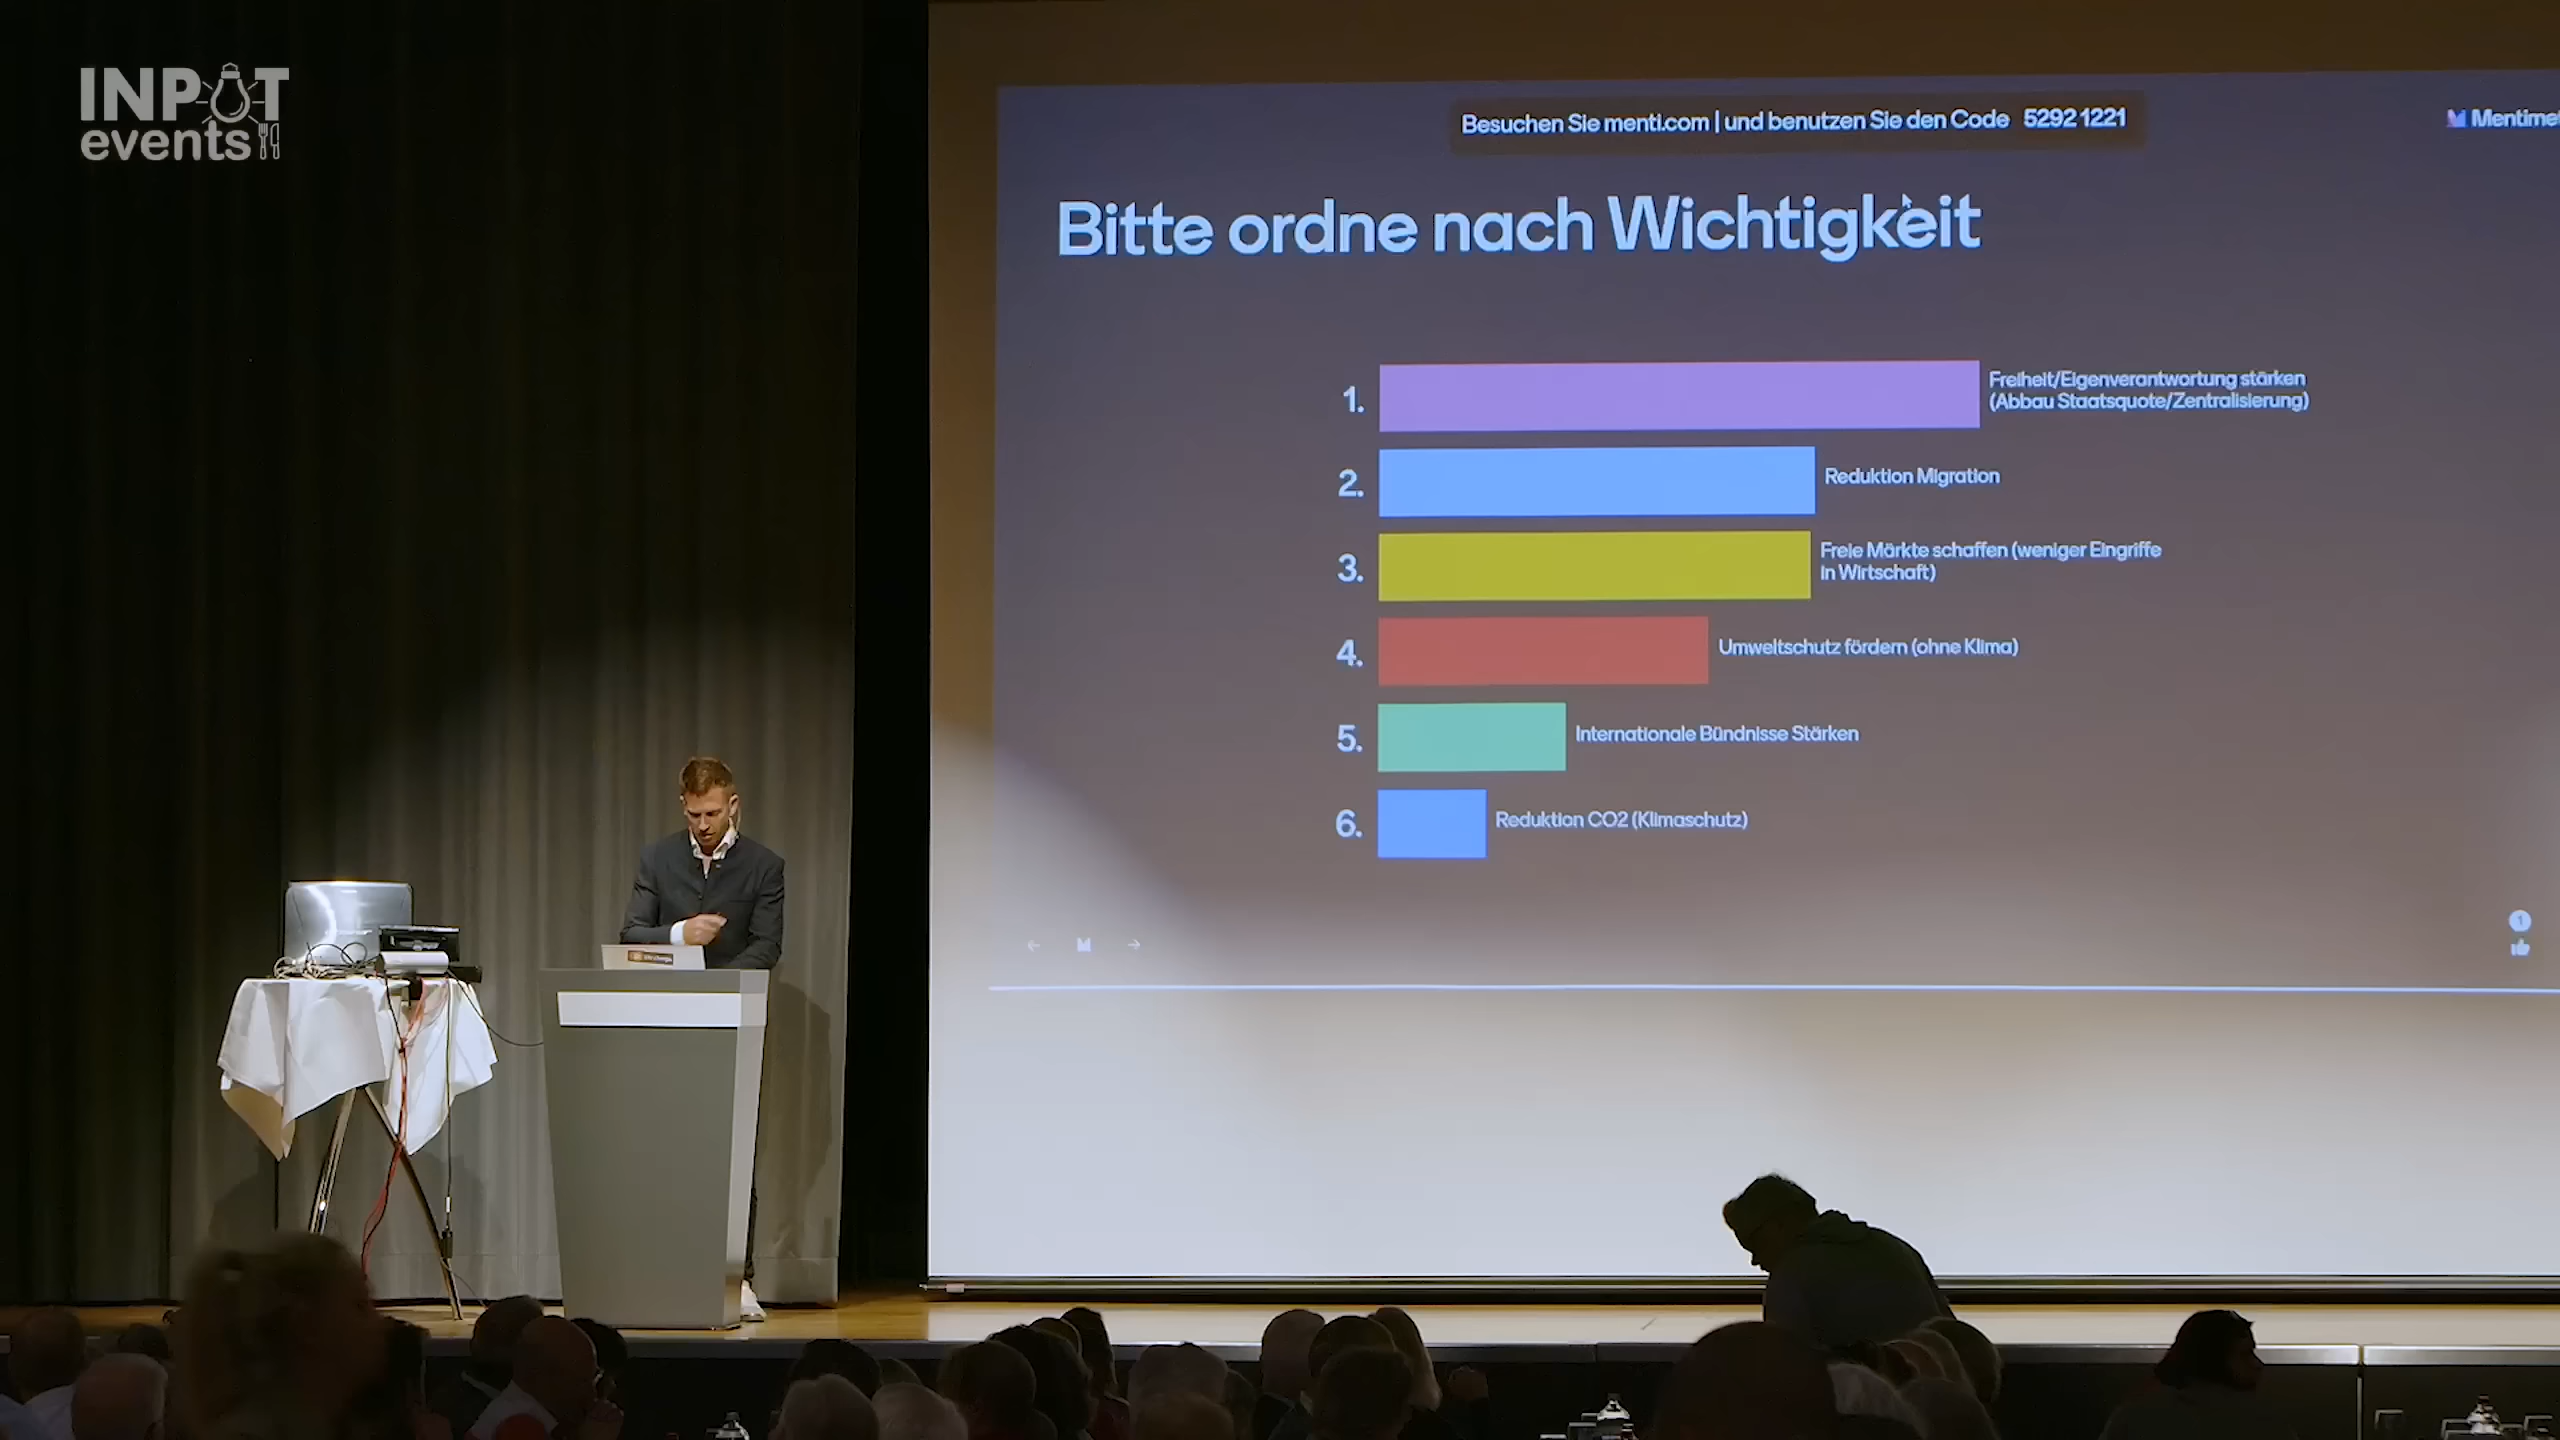 INPUT
events
Besuchen Sie menti.com | und benutzen Sie den Code 5292 1221
Bitte ordne nach Wichtigkeit
1.
Freiheit/Eigenverantwortung stärken
(Abbau Staatsquote/Zentralisierung)
2.
Reduktion Migration
3.
Freie Märkte schaffen (weniger Eingriffe
in Wirtschaft)
4.
Umweltschutz fördern (ohne Klima)
5.
Internationale Bündnisse Stärken
6.
Reduktion CO2 (Klimaschutz)
1